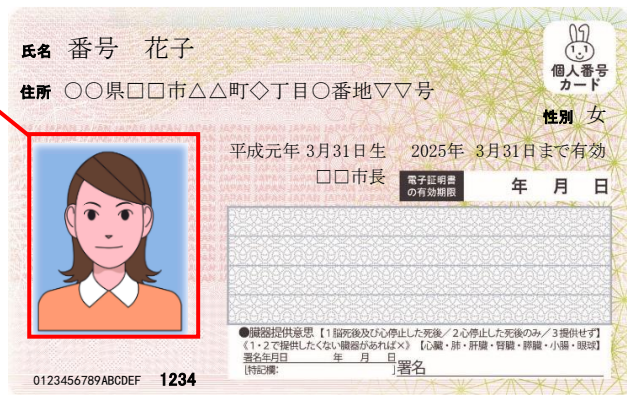 氏名 番号 花子
個人番号
カード
住所 ○○県□□市△△町◇丁目○番地▽▽号
性別 女
平成元年 3月31日生 2025年 3月31日まで有効
□□市長 電子証明書の有効期限 年 月 日
●臓器提供意思【1 脳死後及び心停止した死後／2 心停止した死後のみ／3 提供せず】
《1・2で提供したくない臓器があれば×》【心臓・肺・肝臓・腎臓・膵臓・小腸・眼球】
署名年月日 年 月 日
[特記欄: ]署名
0123456789ABCDEF 1234